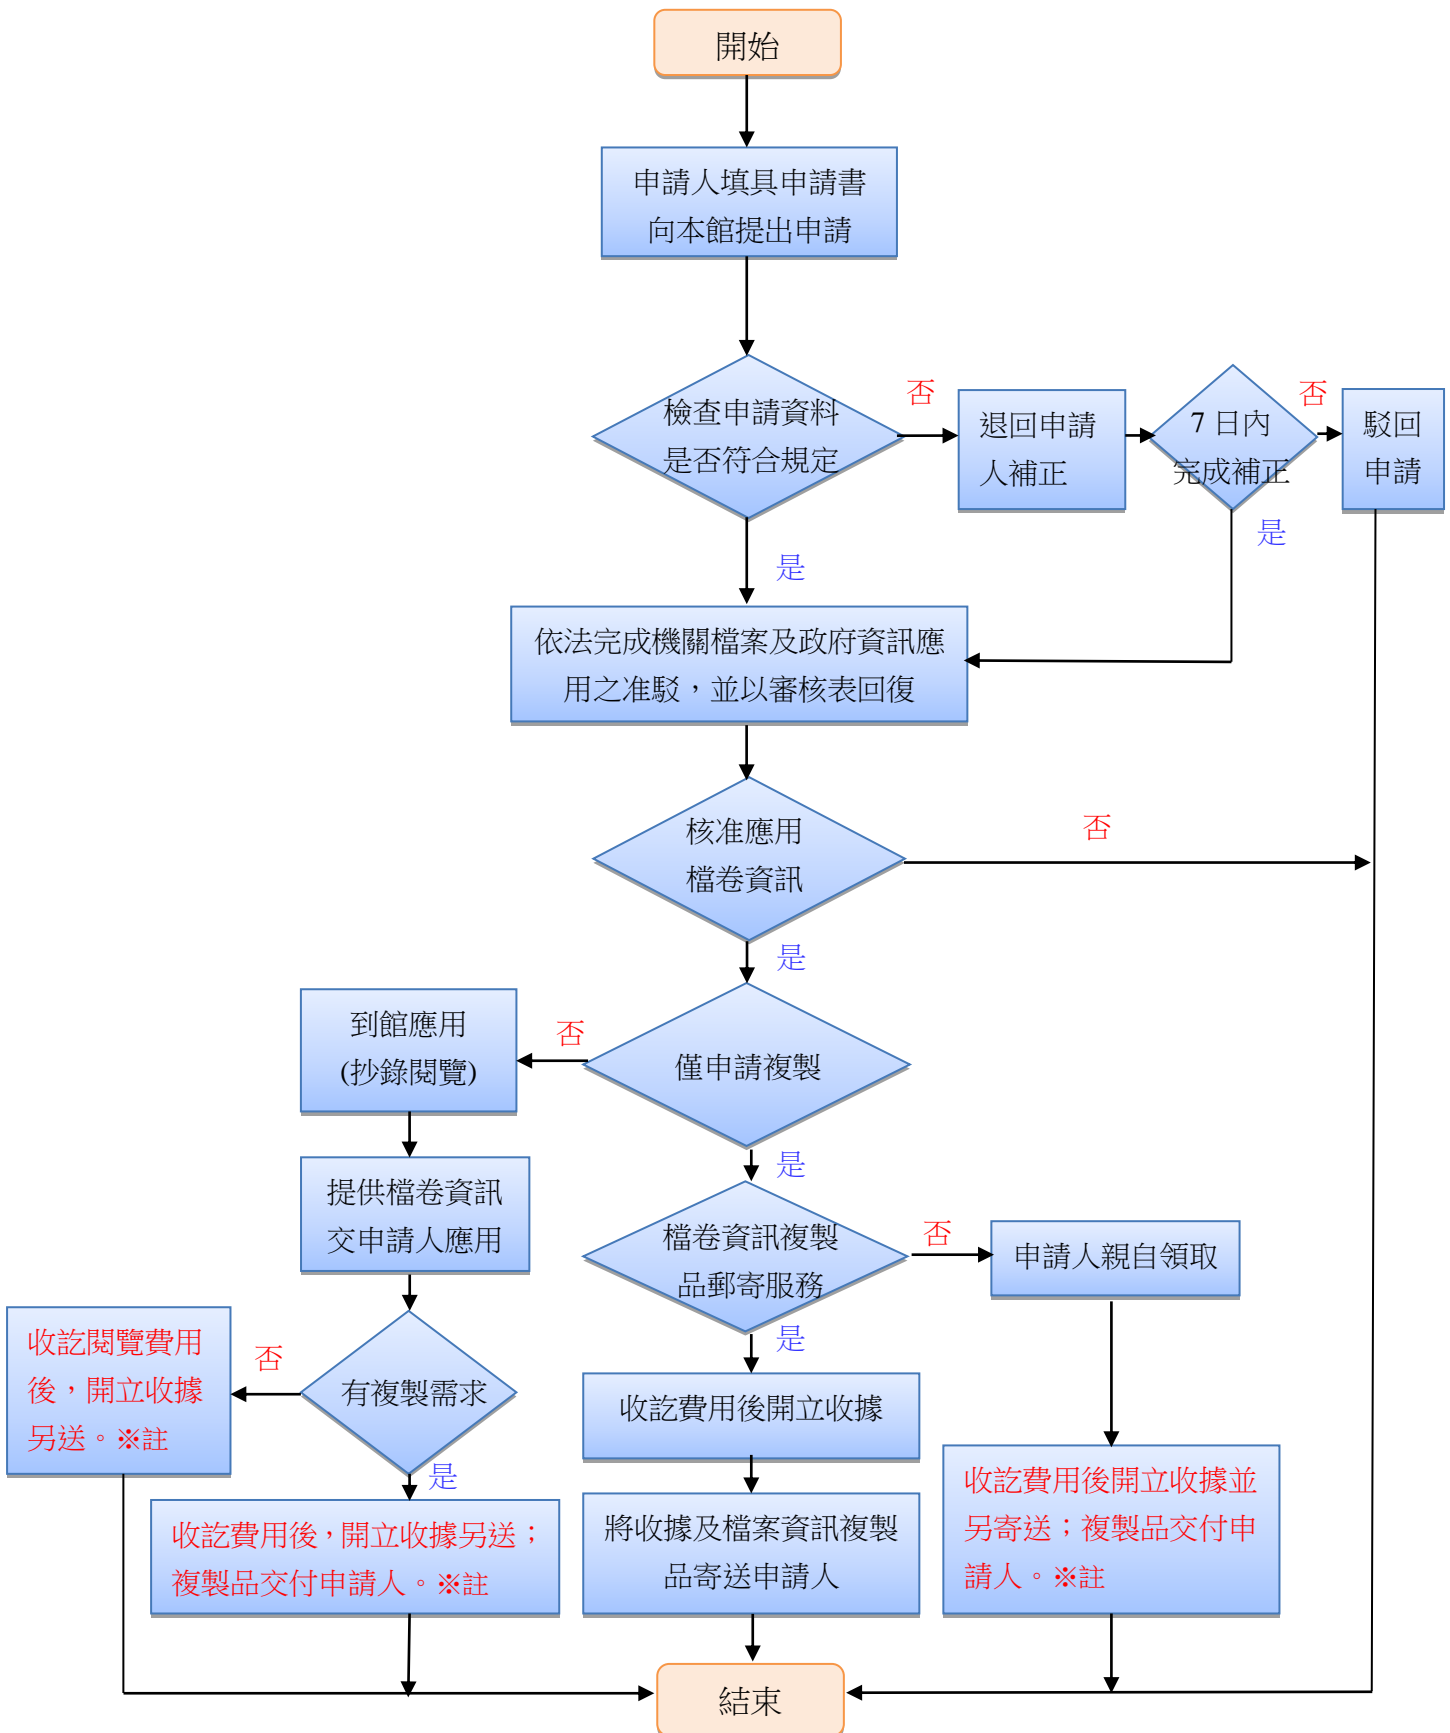 開始
申請人填具申請書
向本館提出申請
檢查申請資料
是否符合規定
否
退回申請
人補正
7 日內
完成補正
否
駁回
申請
是
是
依法完成機關檔案及政府資訊應
用之准駁，並以審核表回復
核准應用
檔卷資訊
否
是
僅申請複製
否
到館應用
(抄錄閱覽)
提供檔卷資訊
交申請人應用
是
檔卷資訊複製
品郵寄服務
否
申請人親自領取
是
有複製需求
否
收訖閱覽費用
後，開立收據
另送。※註
是
收訖費用後，開立收據另送；
複製品交付申請人。※註
收訖費用後開立收據
將收據及檔案資訊複製
品寄送申請人
收訖費用後開立收據並
另寄送；複製品交付申
請人。※註
結束